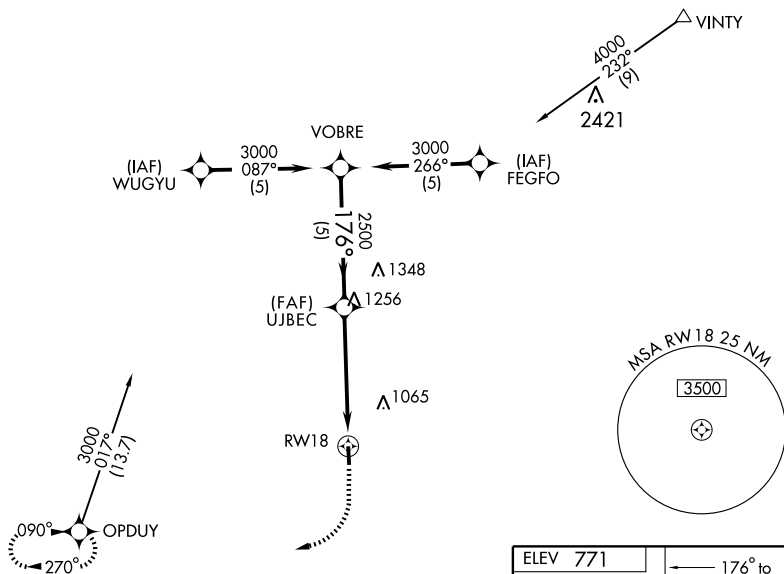 VINTY
4000
232°
(9)
2421
VOBRE
(IAF)
WUGYU
3000
087°
(5)
3000
266°
(5)
(IAF)
FEGFO
2500
176°
(5)
1348
(FAF)
UJBEC
1256
MSA RW18 25 NM
3500
1065
RW18
3000
017°
(13.7)
090°
OPDUY
270°
ELEV 771
176° to